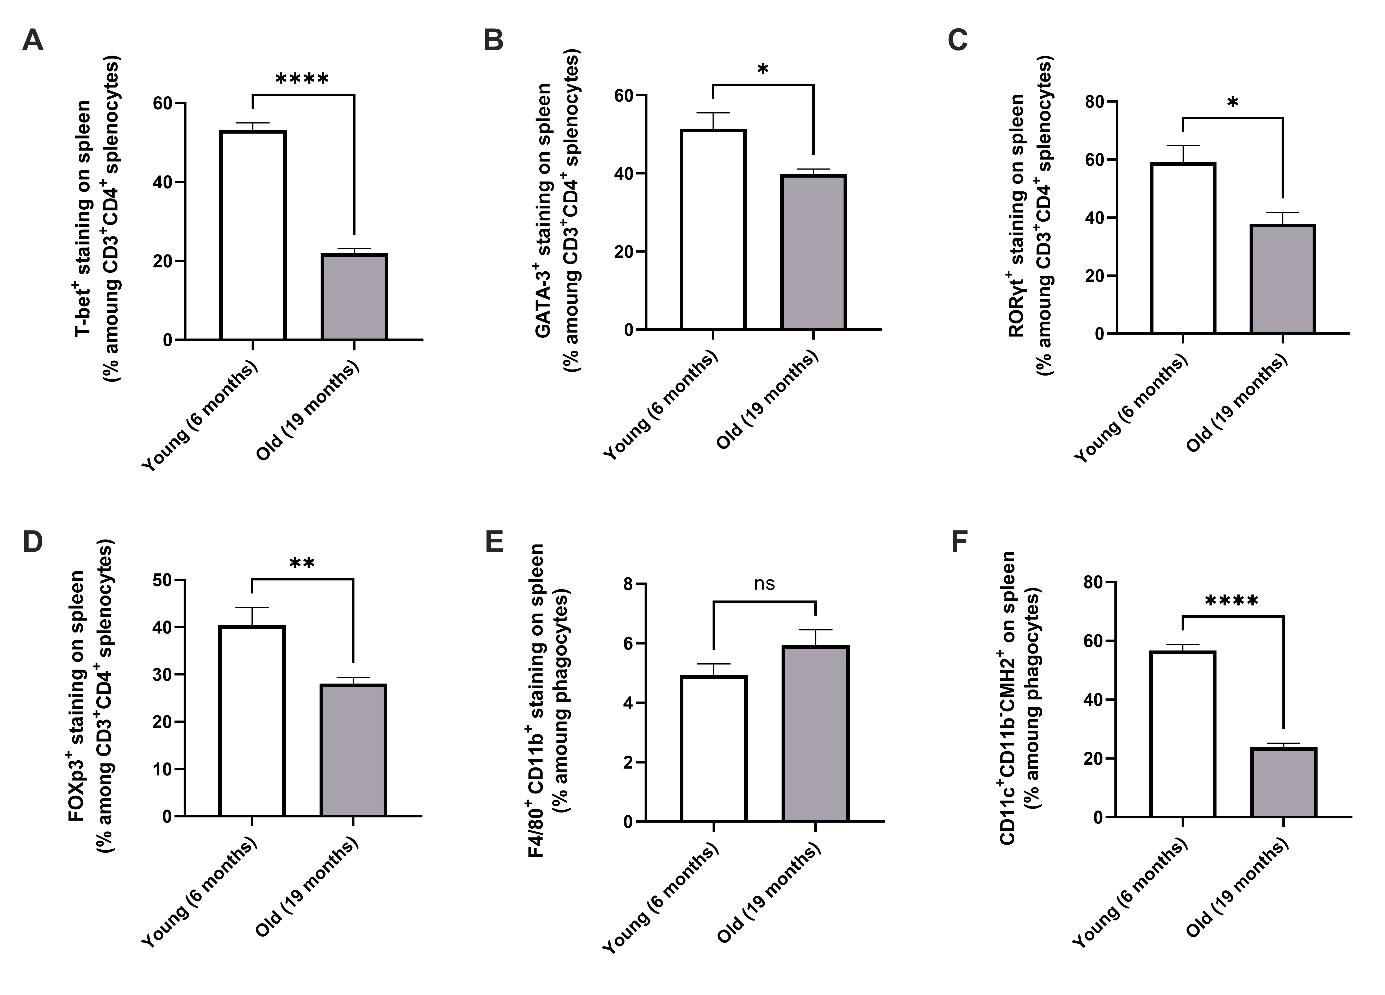 A
T-bet⁺ staining on spleen
(% amoung CD3⁺CD4⁺ splenocytes)
****
60
40
20
0
Young (6 months)
Old (19 months)
B
GATA-3⁺ staining on spleen
(% amoung CD3⁺CD4⁺ splenocytes)
*
60
40
20
0
Young (6 months)
Old (19 months)
C
RORγt⁺ staining on spleen
(% amoung CD3⁺CD4⁺ splenocytes)
*
80
60
40
20
0
Young (6 months)
Old (19 months)
D
FOXp3⁺ staining on spleen
(% among CD3⁺CD4⁺ splenocytes)
**
50
40
30
20
10
0
Young (6 months)
Old (19 months)
E
F4/80⁺ CD11b⁺ staining on spleen
(% amoung phagocytes)
ns
8
6
4
2
0
Young (6 months)
Old (19 months)
F
CD11c⁺CD11b⁻CMH2⁺ on spleen
(% amoung phagocytes)
****
80
60
40
20
0
Young (6 months)
Old (19 months)